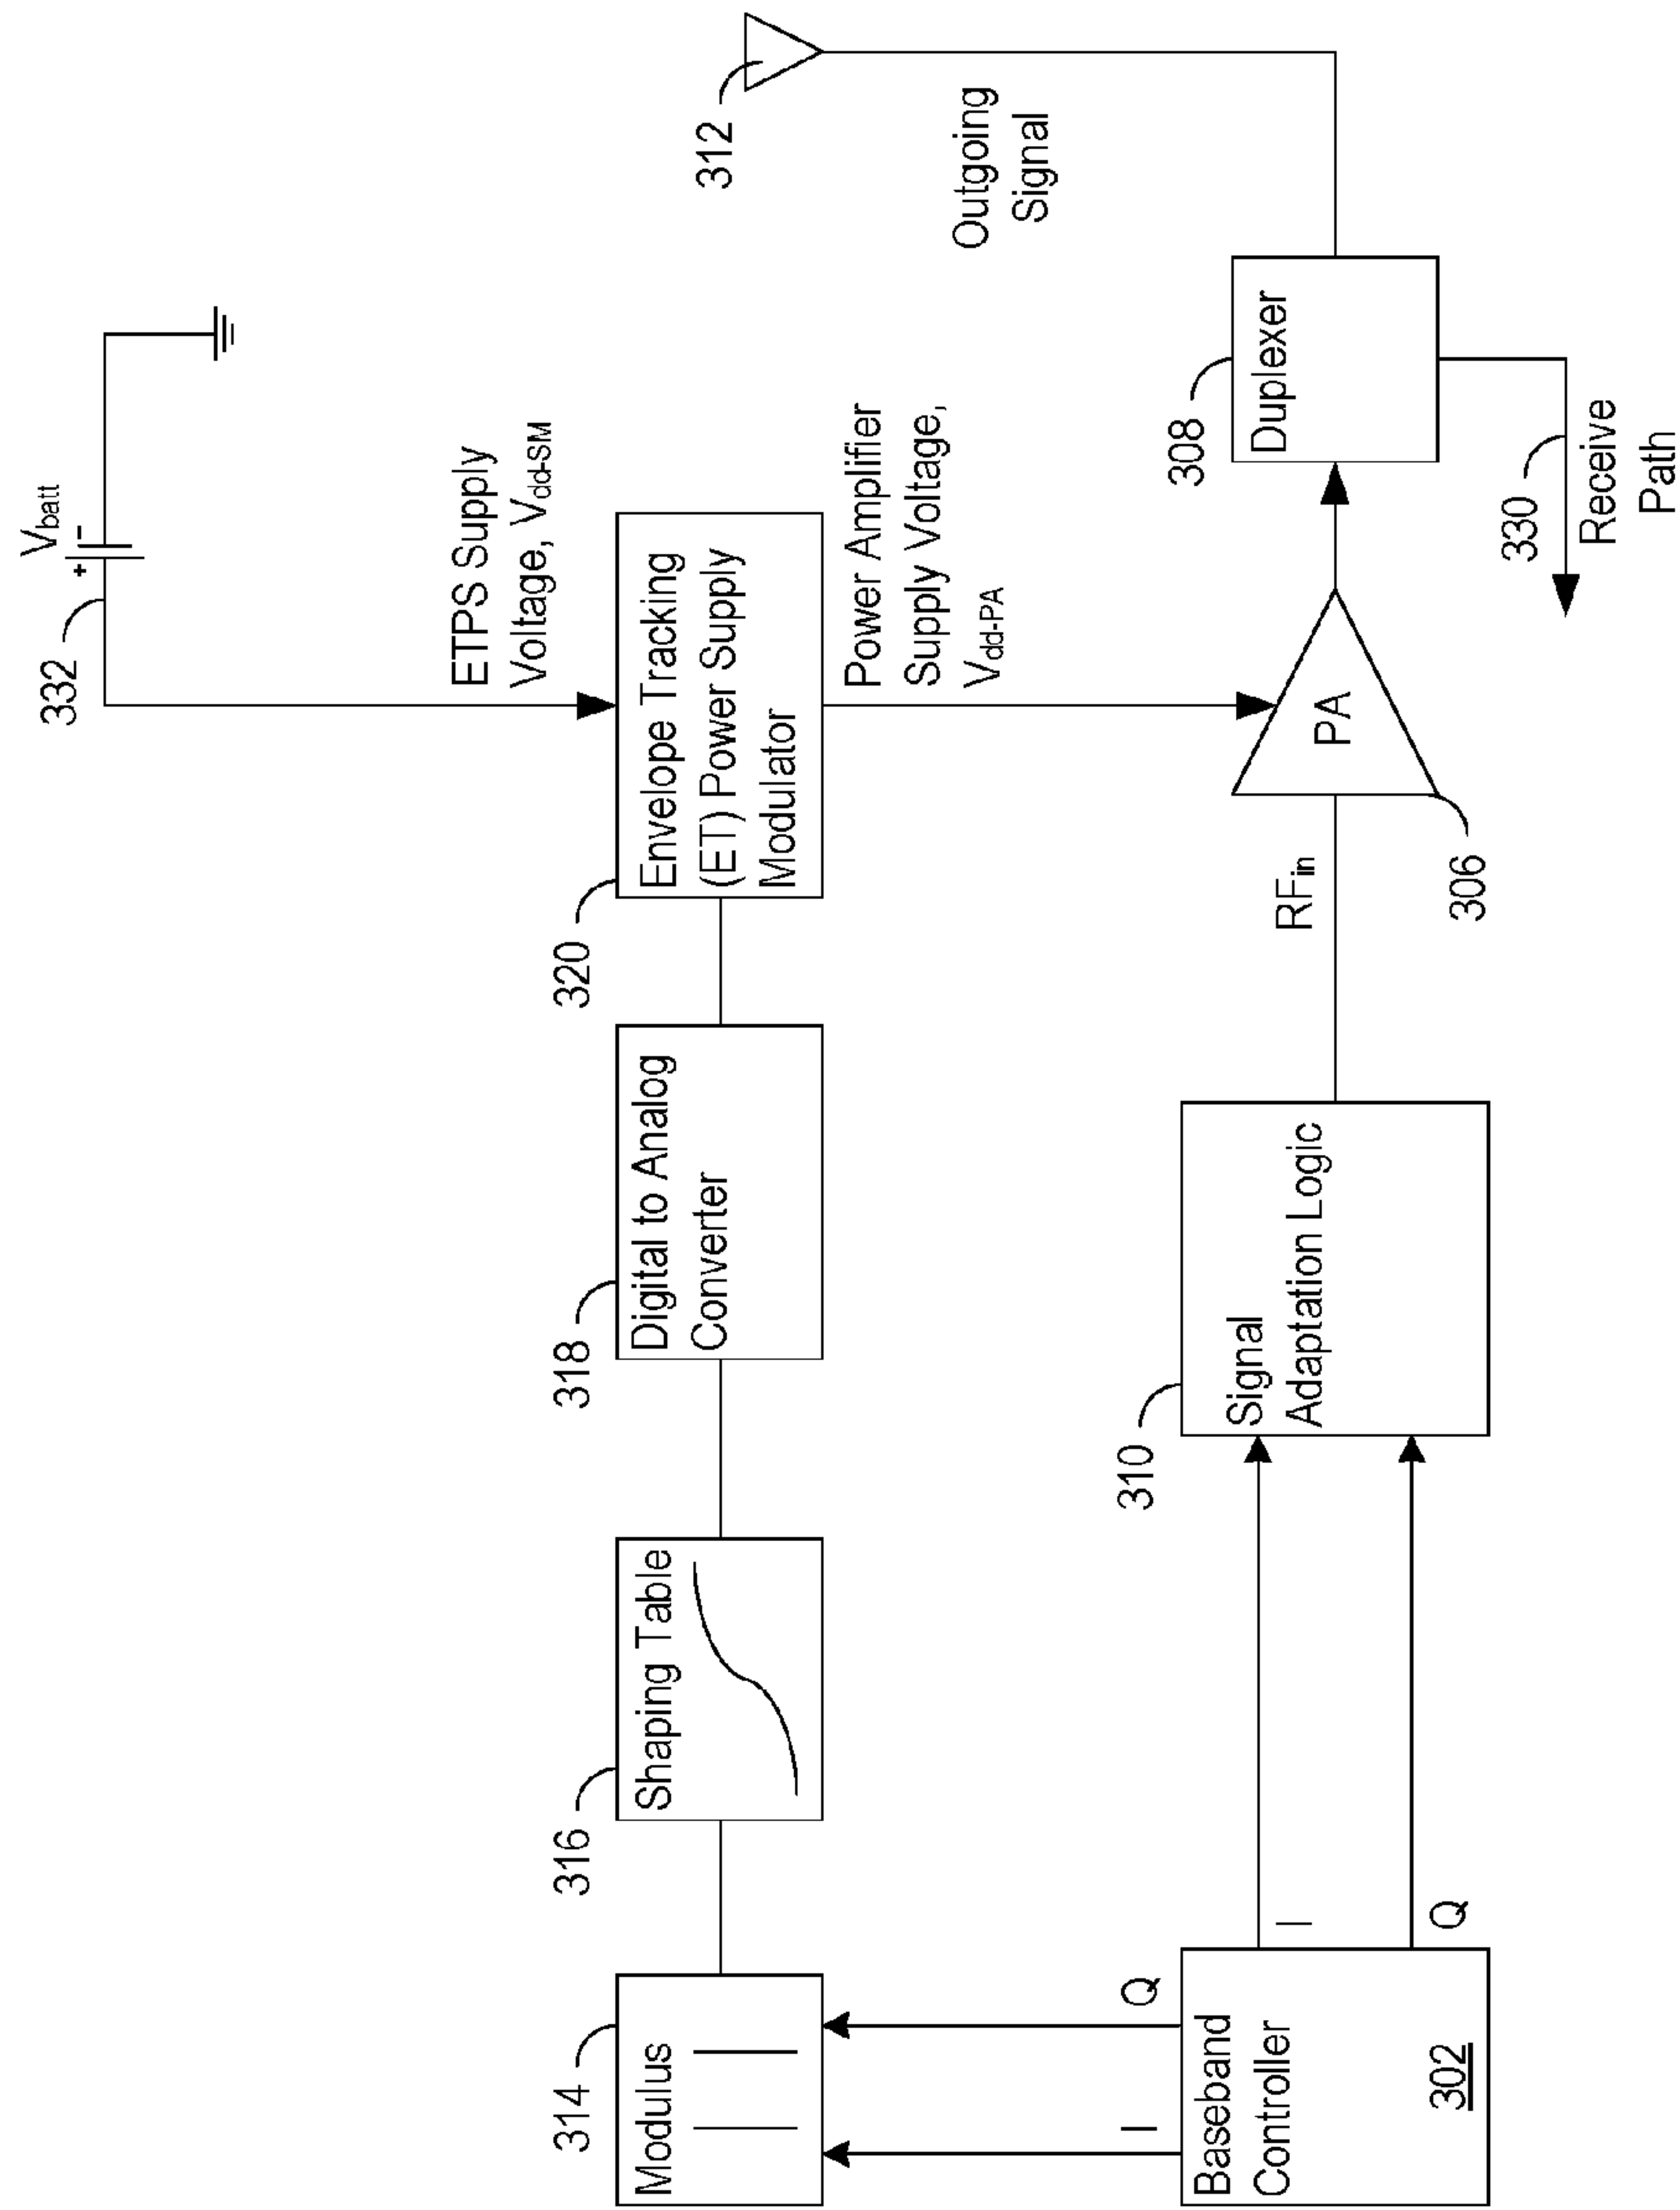 V_batt
+ -
332
ETPS Supply
Voltage, V_dd-SM
314
Modulus
| |
316
Shaping Table
318
Digital to Analog
Converter
320
Envelope Tracking
(ET) Power Supply
Modulator
Power Amplifier
Supply Voltage,
V_dd-PA
312
Outgoing
Signal
I
Q
Baseband
Controller
302
I
Q
310
Signal
Adaptation Logic
RF_in
PA
306
308
Duplexer
330
Receive
Path